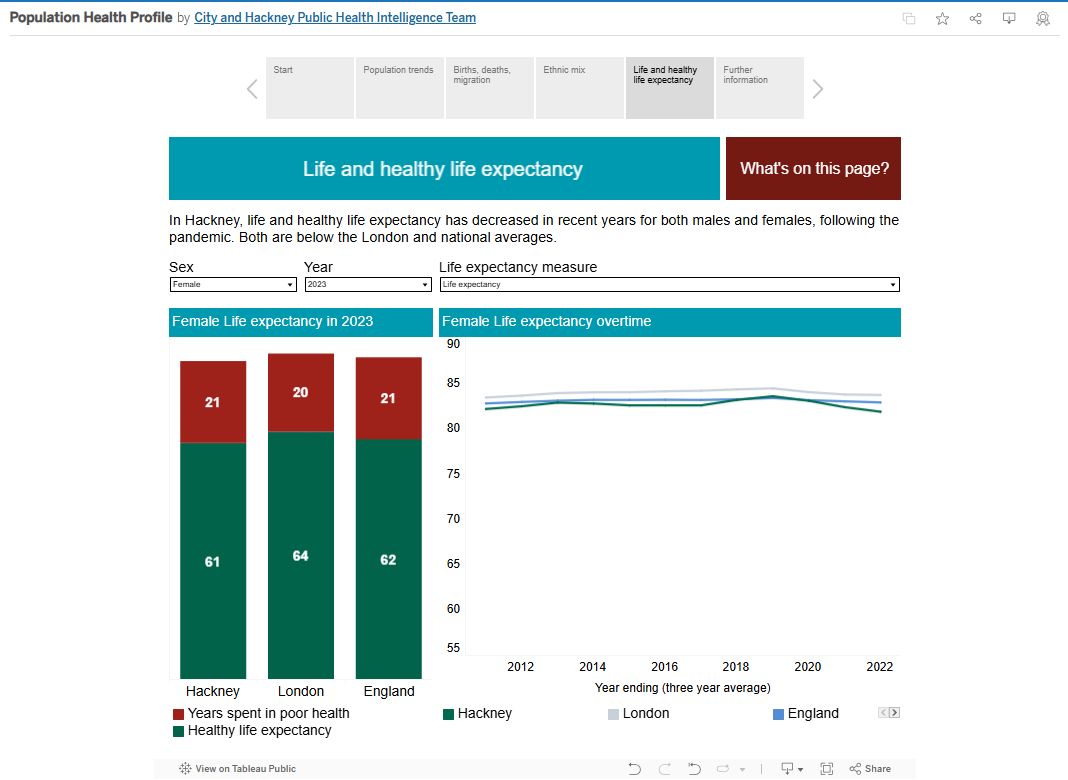 Population Health Profile by City and Hackney Public Health Intelligence Team
Start
Population trends
Births, deaths,
migration
Ethnic mix
Life and healthy
life expectancy
Further
information
Life and healthy life expectancy
What's on this page?
In Hackney, life and healthy life expectancy has decreased in recent years for both males and females, following the
pandemic. Both are below the London and national averages.
Sex
Year
Life expectancy measure
Female
2023
Life expectancy
Female Life expectancy in 2023
21
20
21
61
64
62
Hackney
London
England
Years spent in poor health
Healthy life expectancy
Female Life expectancy overtime
90
85
80
75
70
65
60
55
2012
2014
2016
2018
2020
2022
Year ending (three year average)
Hackney
London
England
View on Tableau Public
Share